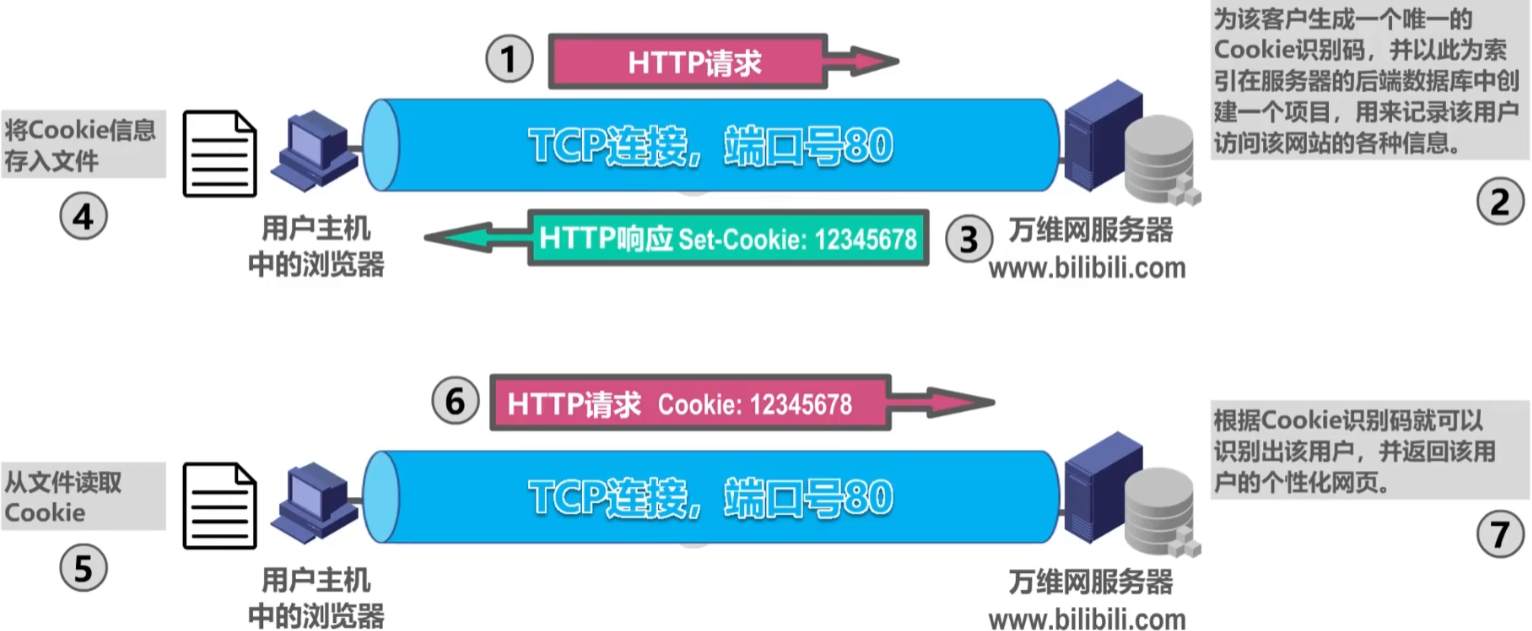 ① HTTP请求
为该客户生成一个唯一的
Cookie识别码，并以此为索
引在服务器的后端数据库中创
建一个项目，用来记录该用户
访问该网站的各种信息。
②
将Cookie信息
存入文件
④
TCP连接，端口号80
用户主机
中的浏览器
HTTP响应 Set-Cookie: 12345678 ③
万维网服务器
www.bilibili.com
⑥ HTTP请求 Cookie: 12345678
根据Cookie识别码就可以
识别出该用户，并返回该用
户的个性化网页。
⑦
从文件读取
Cookie
⑤
TCP连接，端口号80
用户主机
中的浏览器
万维网服务器
www.bilibili.com